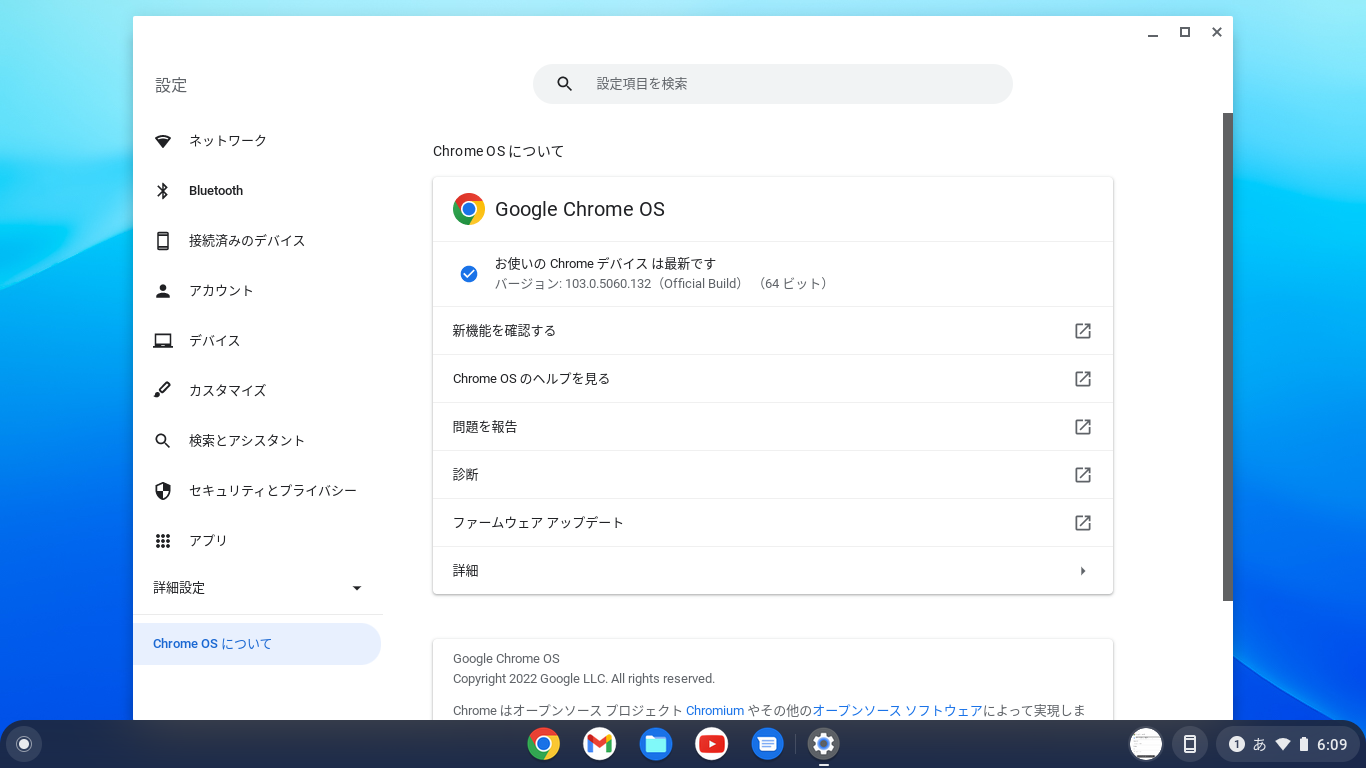 設定
設定項目を検索
ネットワーク
Bluetooth
接続済みのデバイス
アカウント
デバイス
カスタマイズ
検索とアシスタント
セキュリティとプライバシー
アプリ
詳細設定
Chrome OS について
Chrome OS について
Google Chrome OS
お使いの Chrome デバイス は最新です
バージョン: 103.0.5060.132（Official Build） （64 ビット）
新機能を確認する
Chrome OS のヘルプを見る
問題を報告
診断
ファームウェア アップデート
詳細
Google Chrome OS
Copyright 2022 Google LLC. All rights reserved.
Chrome はオープンソース プロジェクト Chromium やその他のオープンソース ソフトウェアによって実現しま
1 あ 6:09